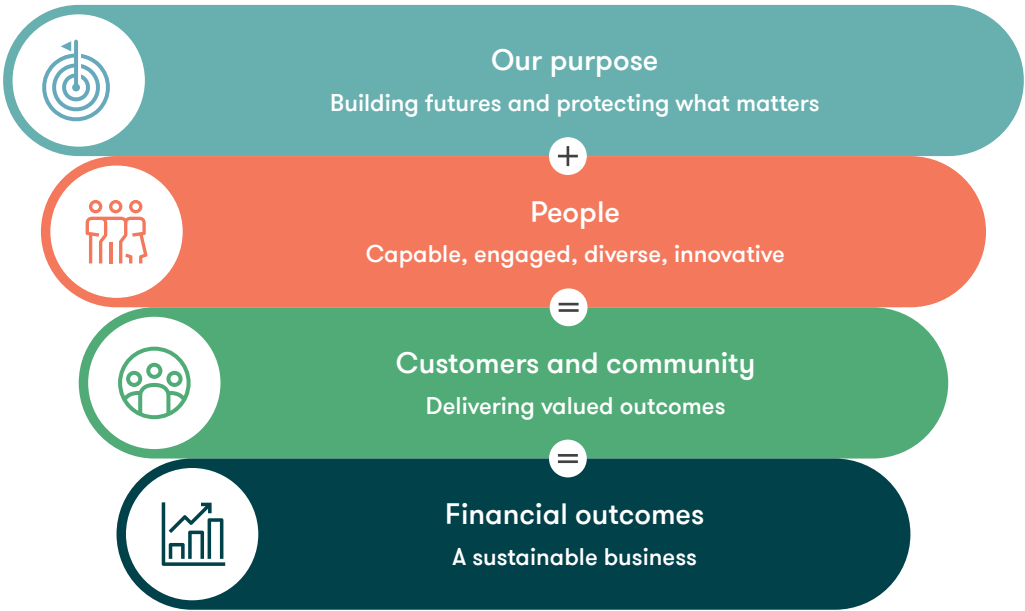 Our purpose
Building futures and protecting what matters
+
People
Capable, engaged, diverse, innovative
=
Customers and community
Delivering valued outcomes
=
Financial outcomes
A sustainable business